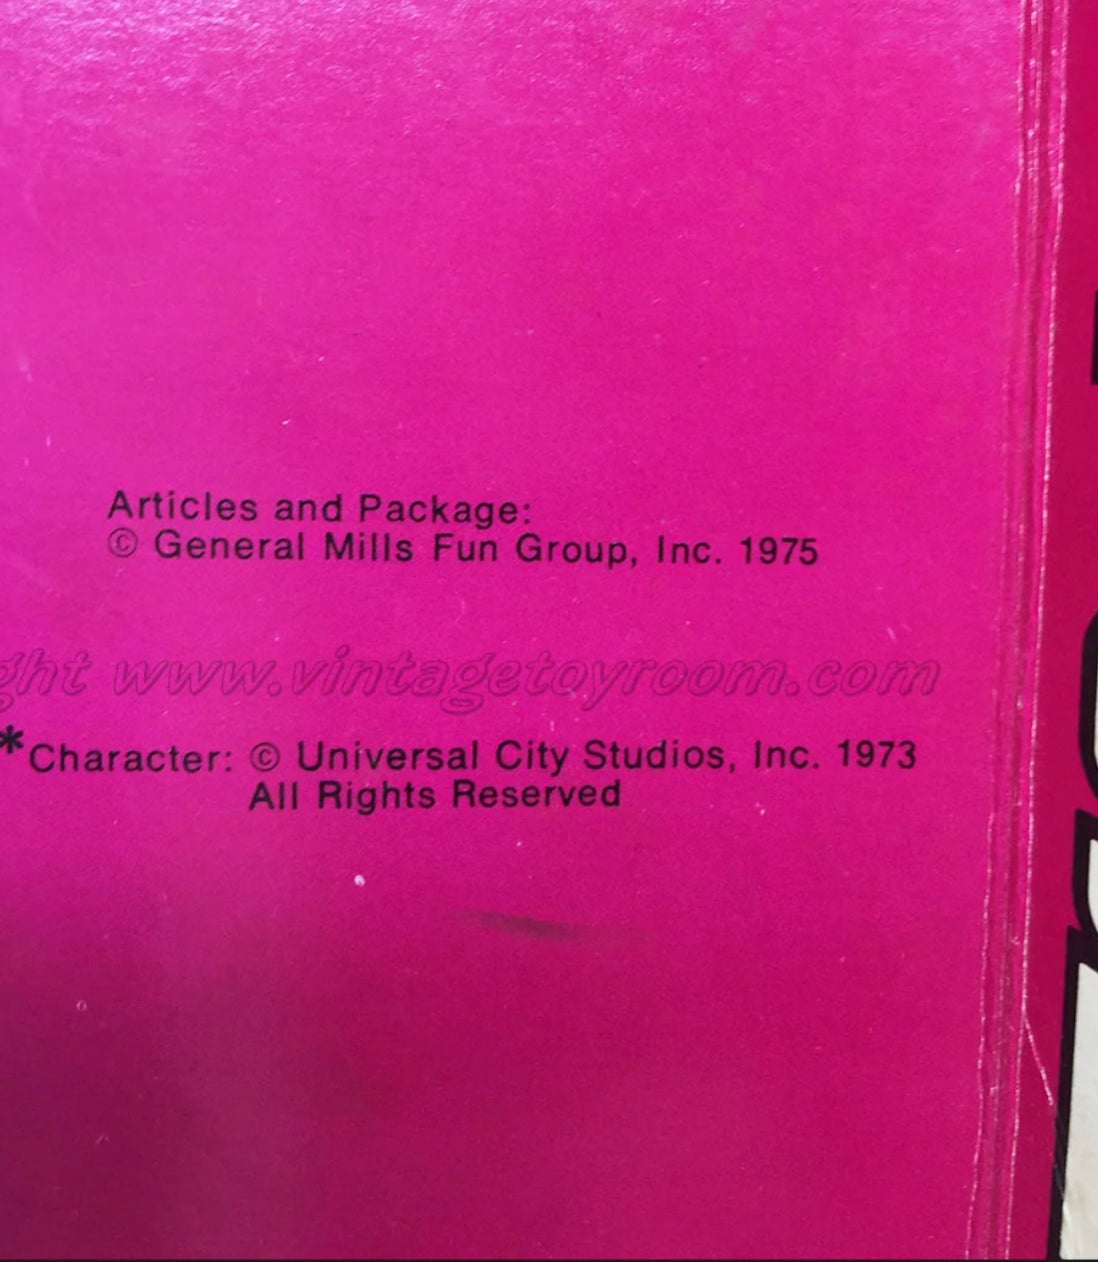 Articles and Package:
© General Mills Fun Group, Inc. 1975
www.vintagetoyroom.com
*Character: © Universal City Studios, Inc. 1973
All Rights Reserved